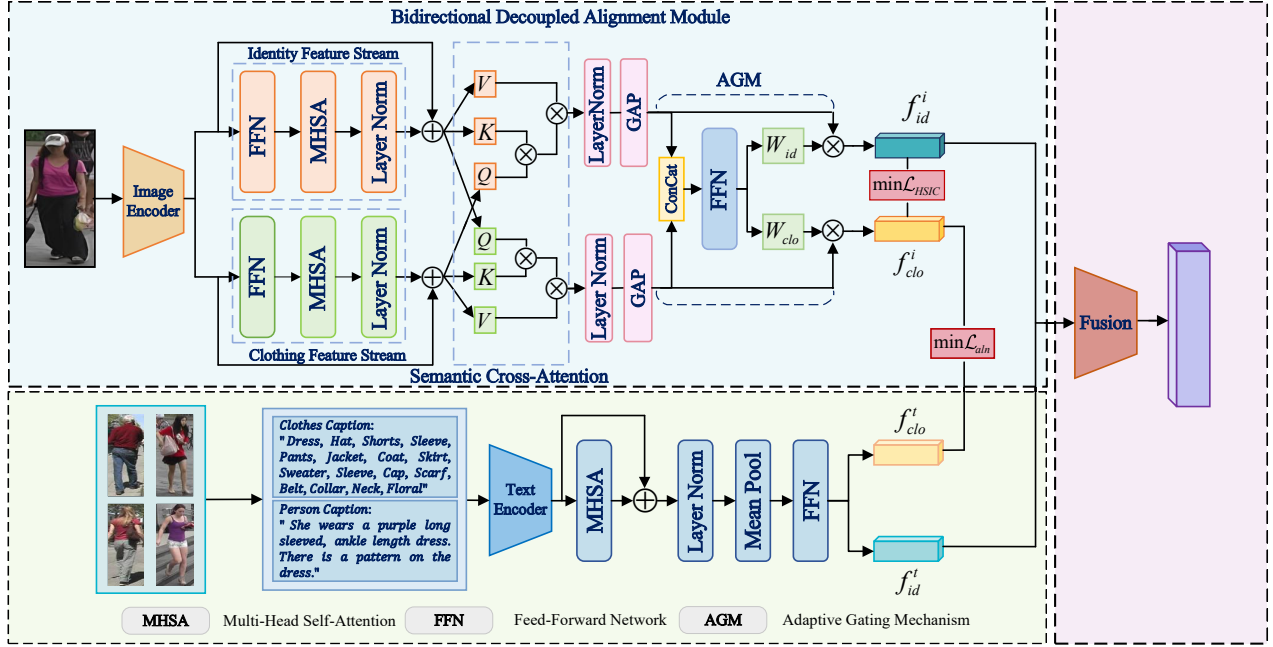 Bidirectional Decoupled Alignment Module
Identity Feature Stream
FFN
MHSA
Layer Norm
Image
Encoder
FFN
MHSA
Layer Norm
Clothing Feature Stream
V
K
Q
Q
K
V
Semantic Cross-Attention
LayerNorm
GAP
Layer Norm
GAP
AGM
ConCat
FFN
W_id
W_clo
f^i_id
min ℒ_HSIC
f^i_clo
min ℒ_aln
Fusion
Clothes Caption:
"Dress, Hat, Shorts, Sleeve,
Pants, Jacket, Coat, Skirt,
Sweater, Sleeve, Cap, Scarf,
Belt, Collar, Neck, Floral"
Person Caption:
" She wears a purple long
sleeved, ankle length dress.
There is a pattern on the
dress."
Text
Encoder
MHSA
Layer Norm
Mean Pool
FFN
f^t_clo
f^t_id
MHSA Multi-Head Self-Attention FFN Feed-Forward Network AGM Adaptive Gating Mechanism